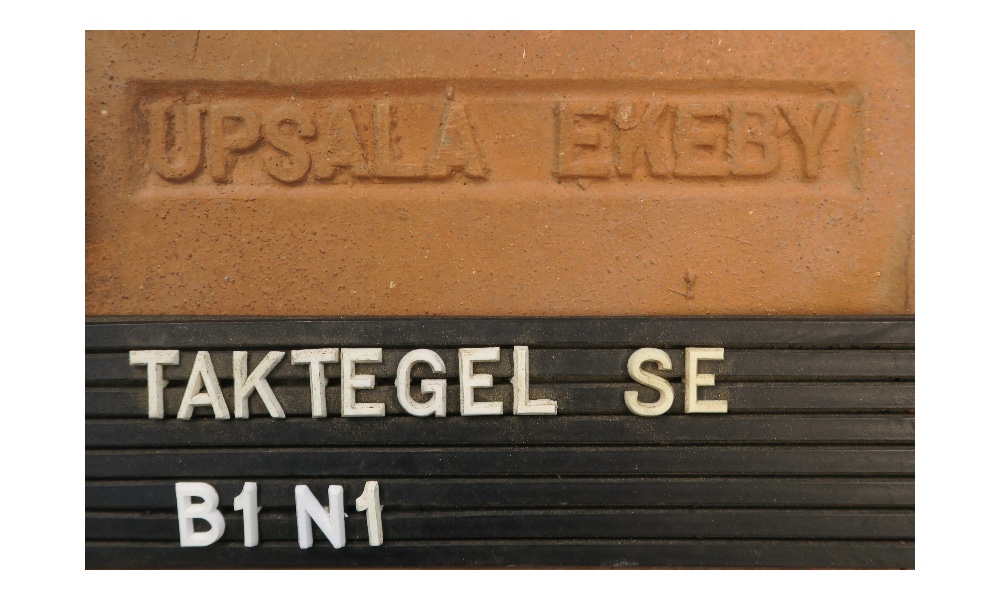 UPSALA EKEBY
TAKTEGEL SE
B1 N1